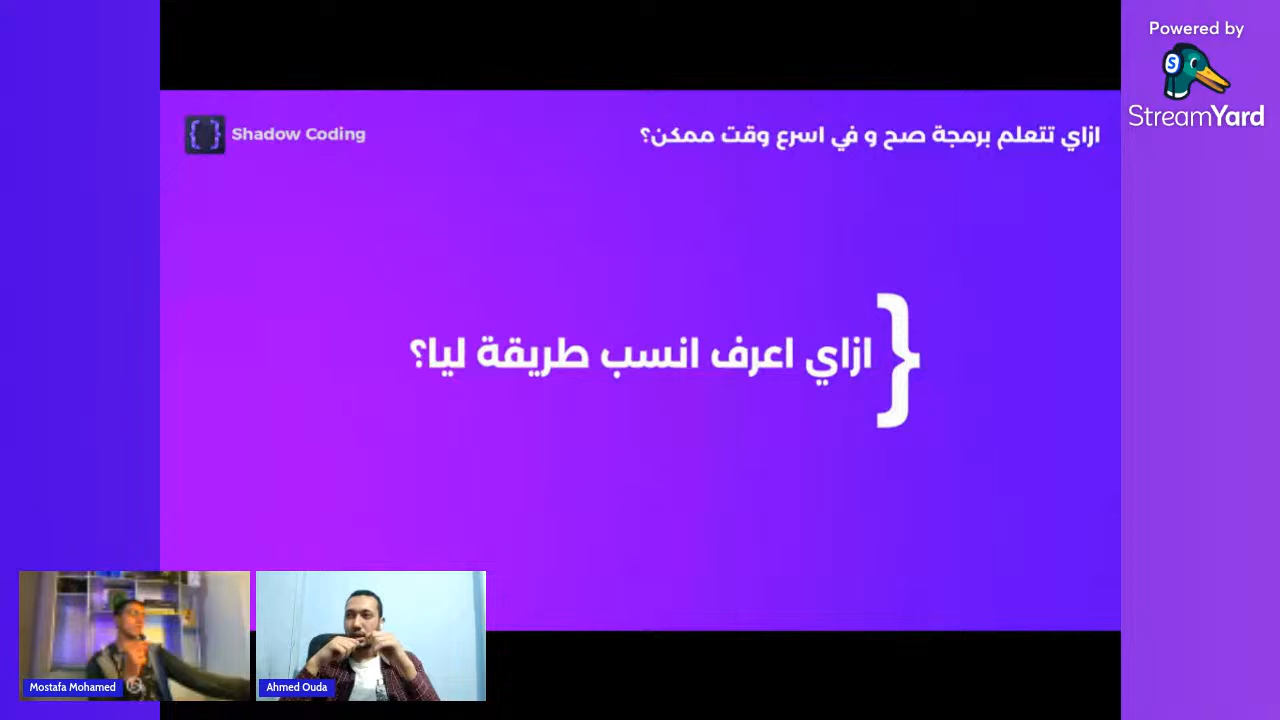 Powered by
StreamYard
Shadow Coding
ازاي تتعلم برمجة صح و في اسرع وقت ممكن؟
ازاي اعرف انسب طريقة ليا؟
Mostafa Mohamed
Ahmed Ouda